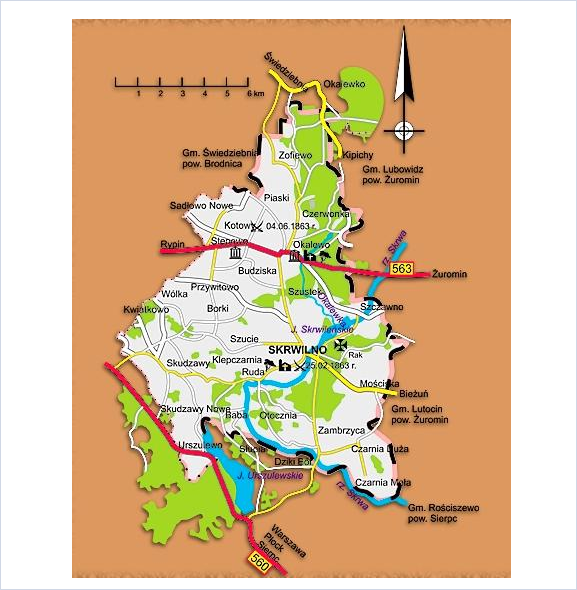 Świedziebnia
Okalewko
1 2 3 4 5 6 km
Gm. Świedziebnia
pow. Brodnica
Zofiewo
Kipichy
Gm. Lubowidz
pow. Żuromin
Piaski
Sadłowo Nowe
Czerwonka
Kotowy
04.06.1863 r.
Rypin
Stępowo
Okalewo
rz. Skrwa
563
Żuromin
Budziska
Przywitowo
Szustek
Okalewka
Wólka
Szczawno
Kwiatkowo
Borki
J. Skrwileńskie
Szucie
SKRWILNO
Rak
Klepczarnia
Skudzawy
Ruda
25.02.1863 r.
Mościska
Bieżuń
Skudzawy Nowe
Baba
Otocznia
Gm. Lutocin
pow. Żuromin
Zambrzyca
Urszulewo
Czarnia Duża
Dziki Bór
J. Urszulewskie
rz. Skrwa
Czarnia Mała
Gm. Rościszewo
pow. Sierpc
Warszawa
Płock
Sierpc
560